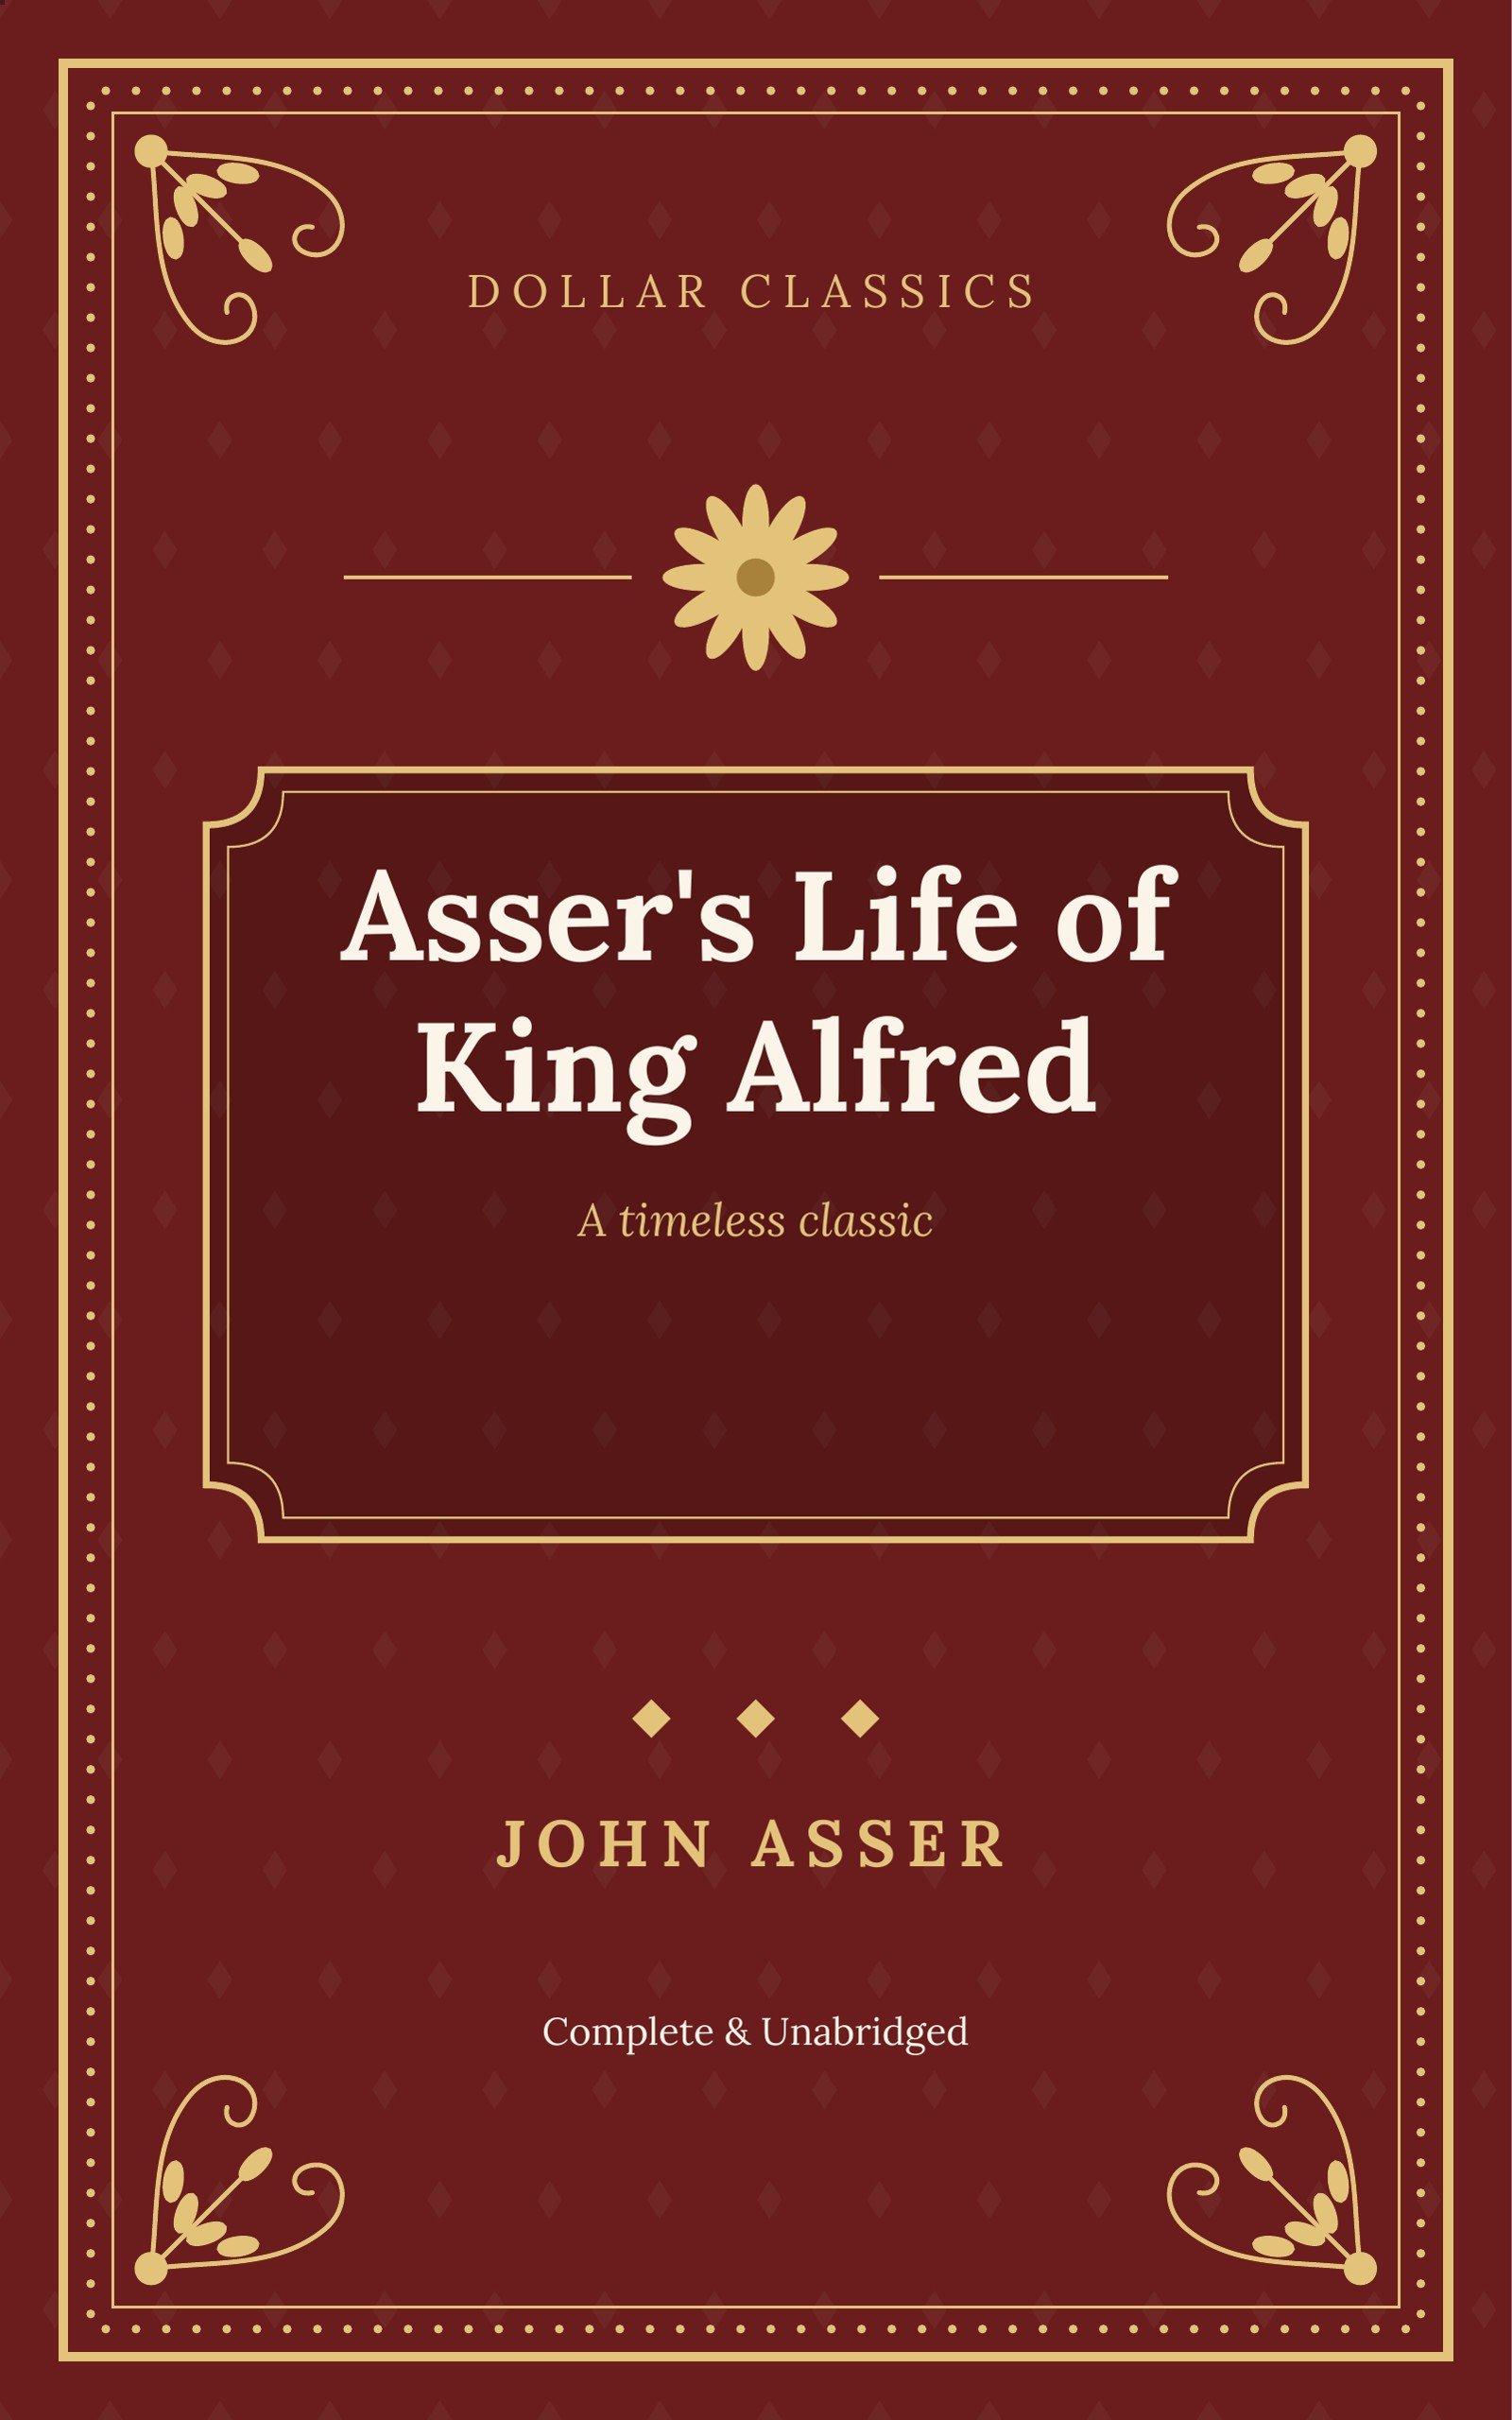 DOLLAR CLASSICS
Asser's Life of
King Alfred
A timeless classic
JOHN ASSER
Complete & Unabridged